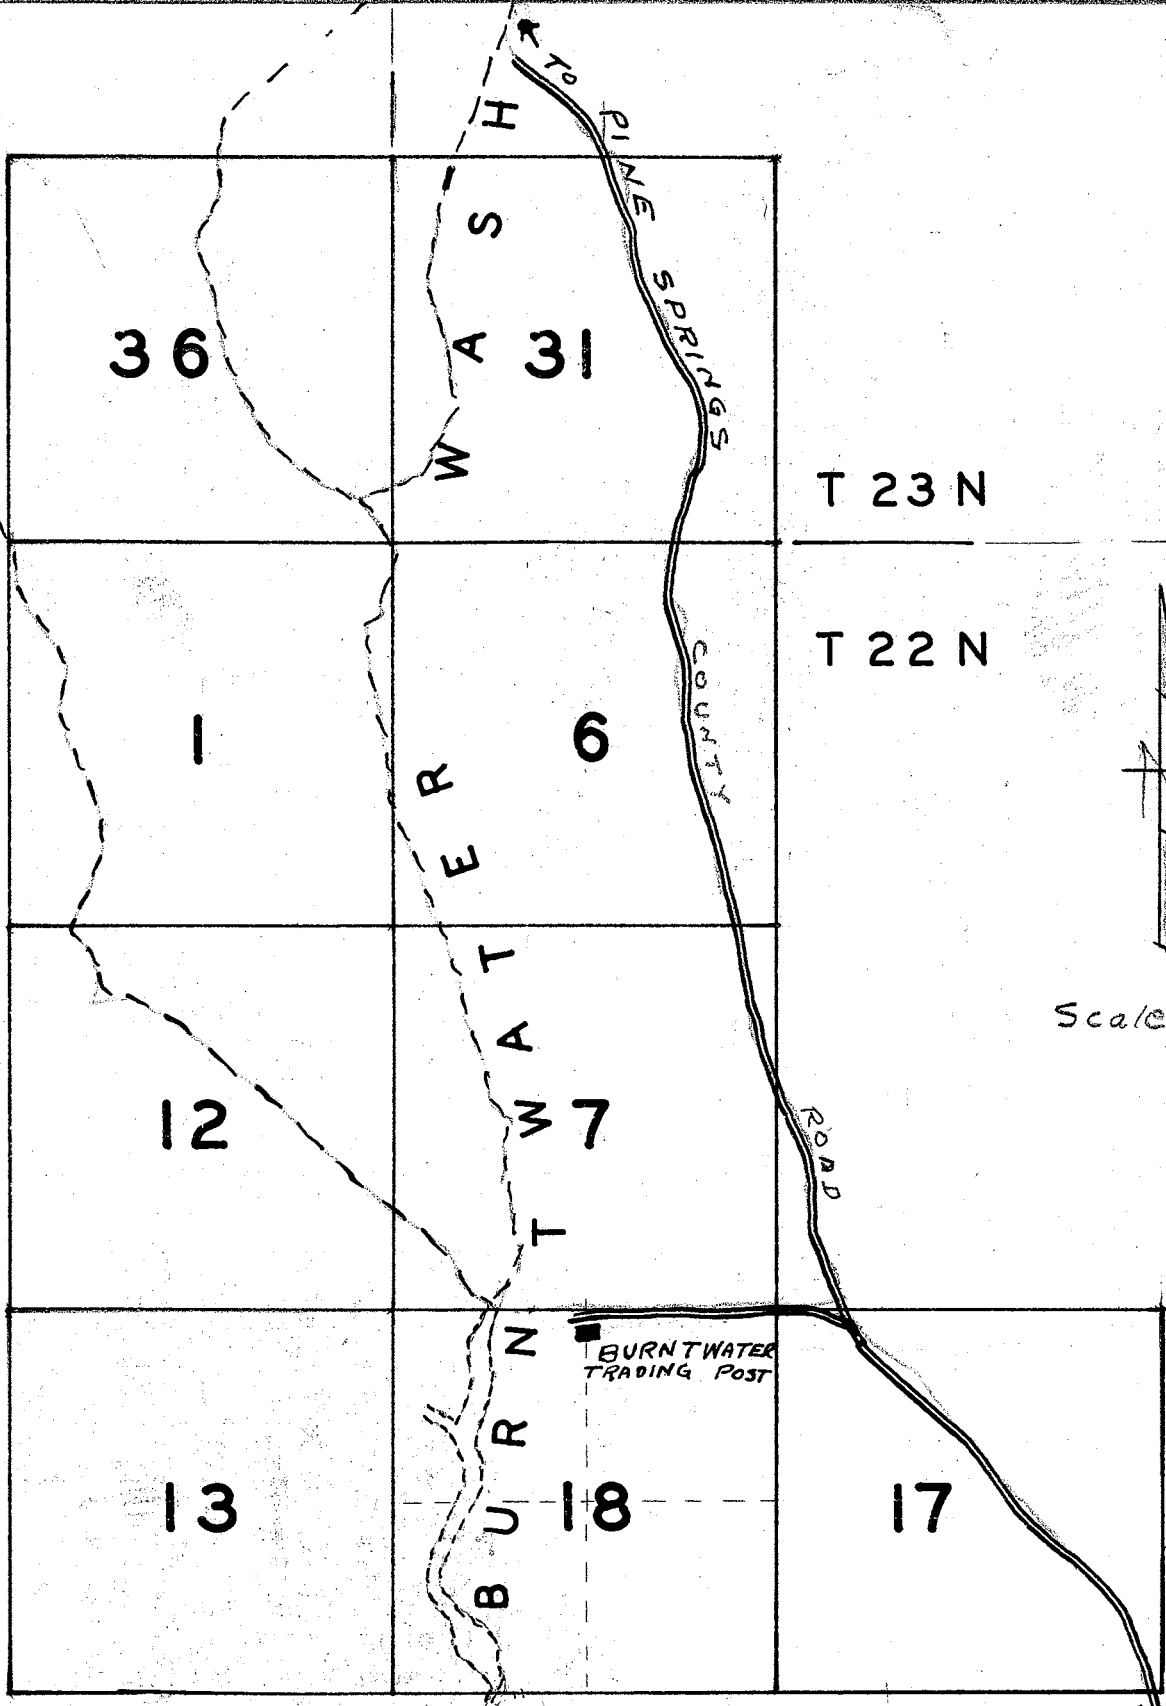 TO PINE SPRINGS
36
31
T 23 N
T 22 N
1
6
COUNTY ROAD
Scale
12
7
BURNTWATER
TRADING POST
13
18
17
BURNT WATER WASH